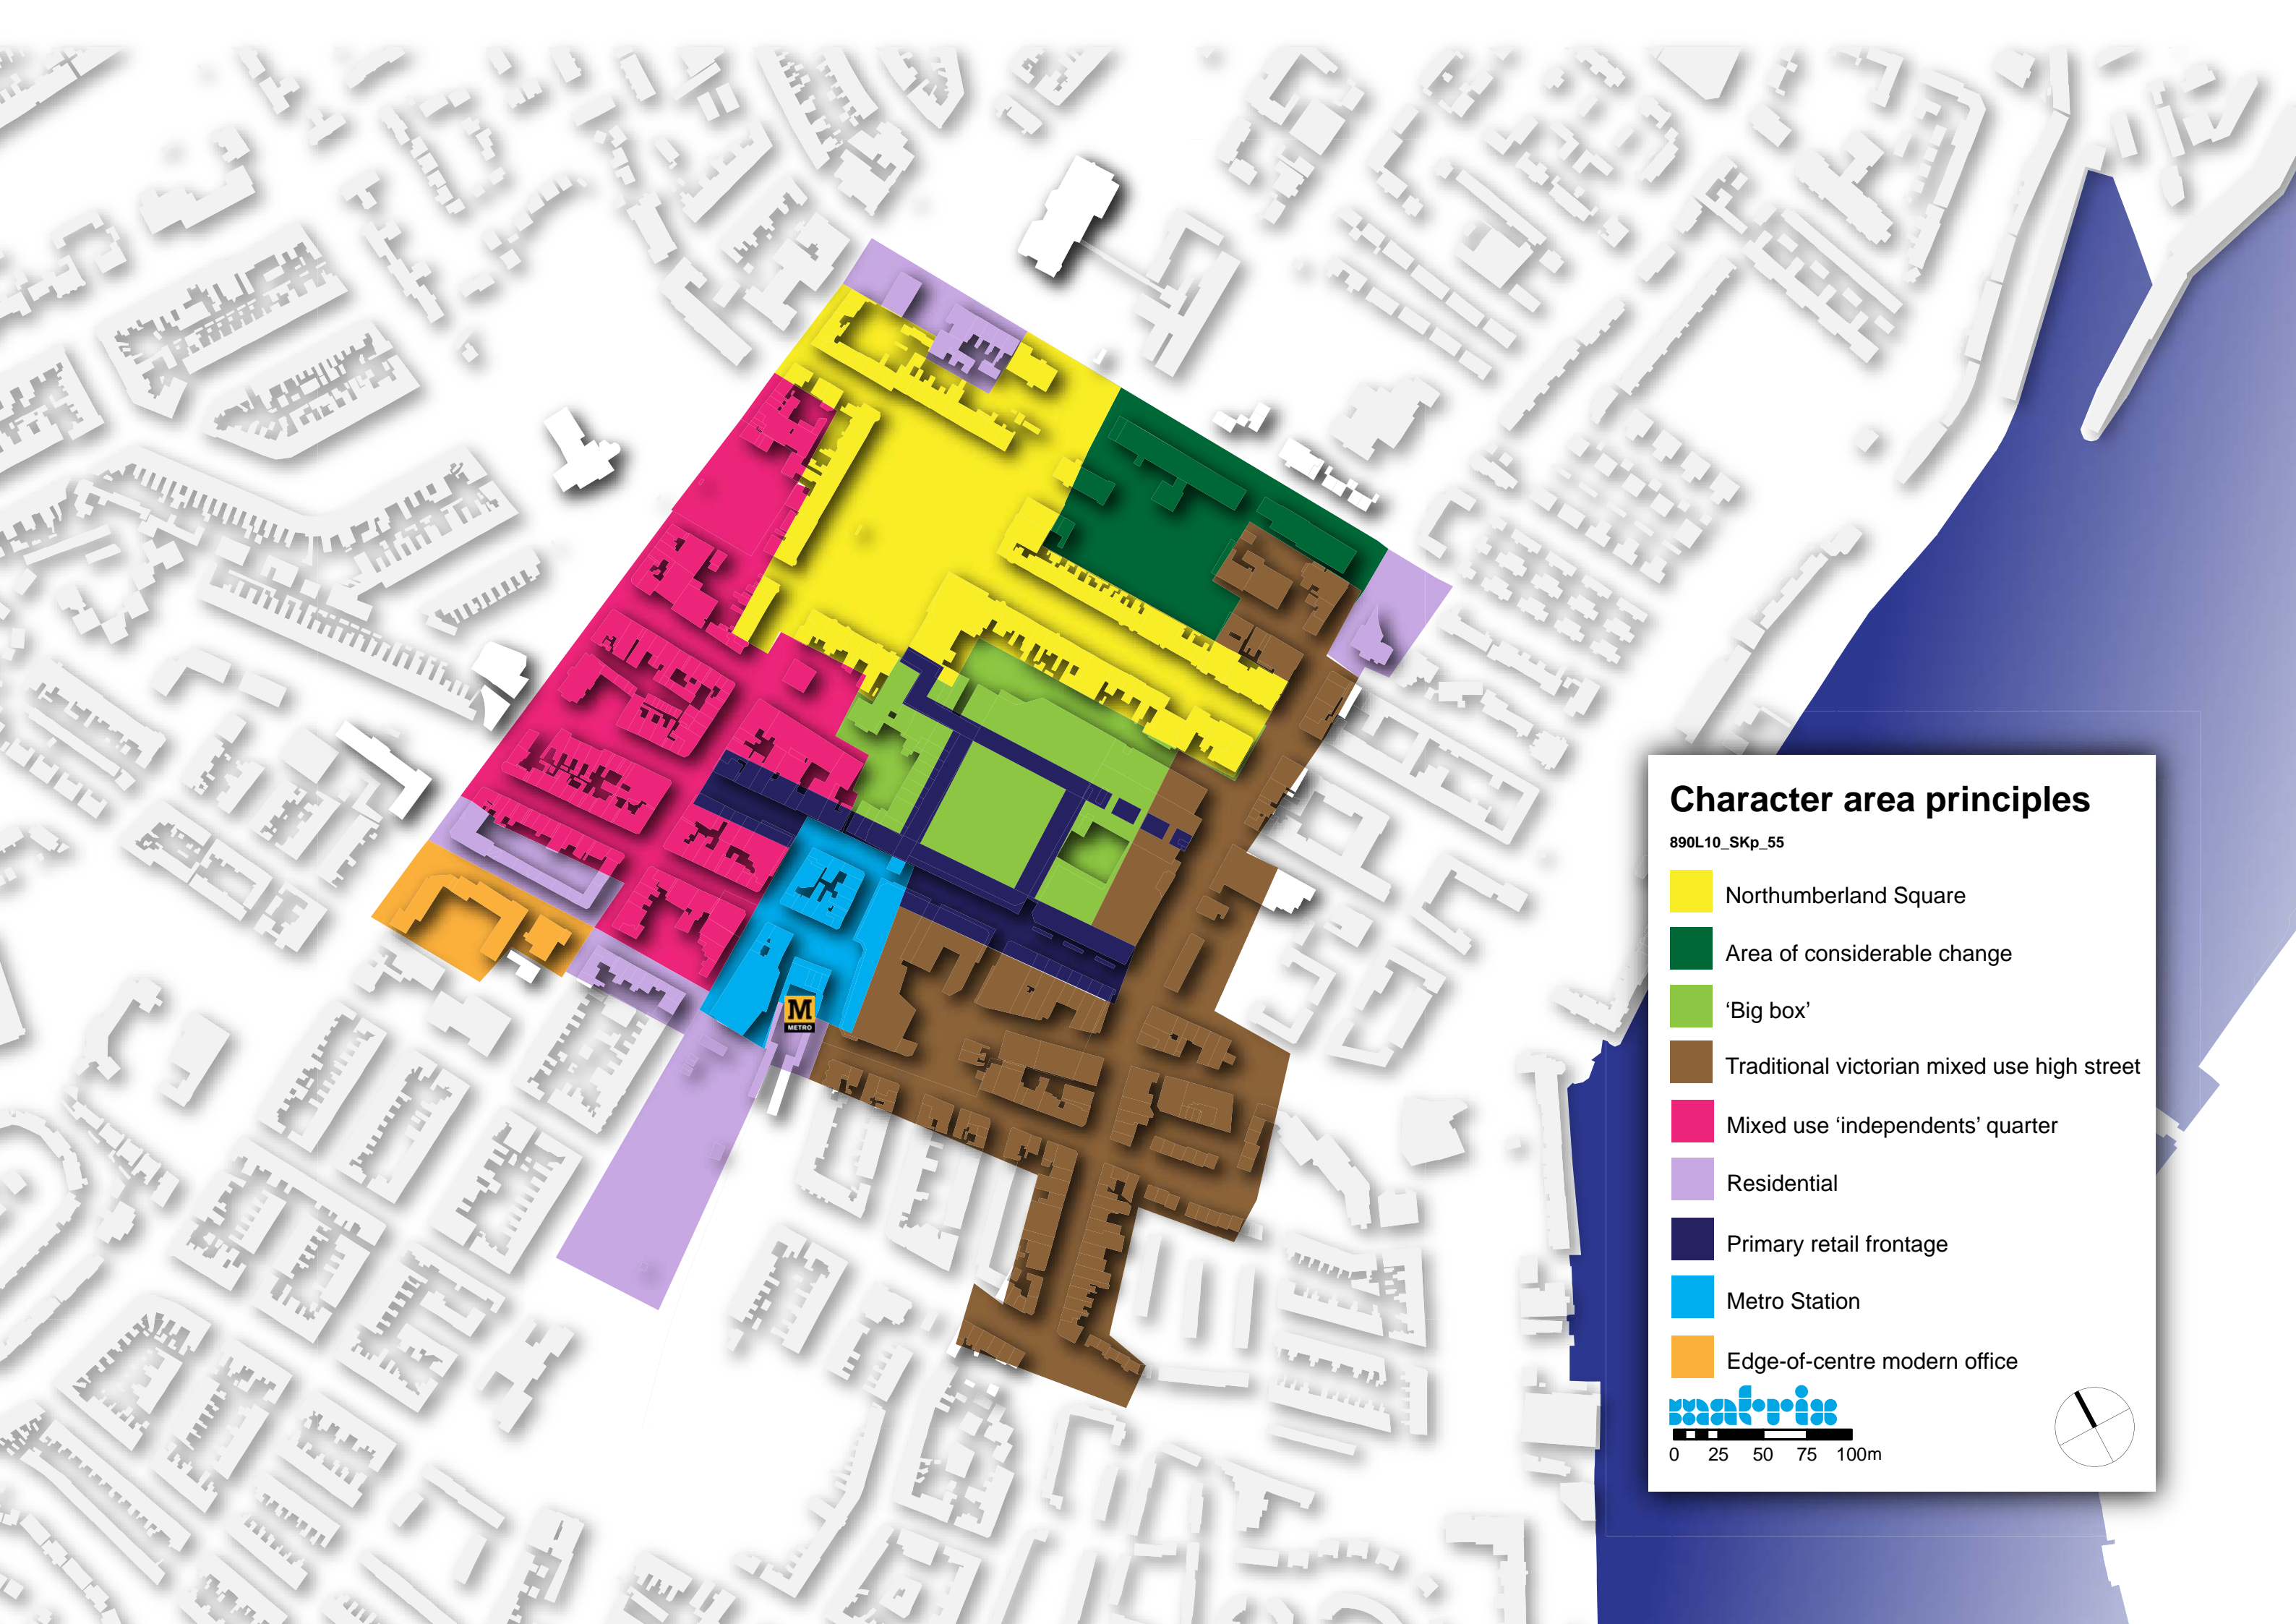 M
METRO
Character area principles
890L10_SKp_55
Northumberland Square
Area of considerable change
‘Big box’
Traditional victorian mixed use high street
Mixed use ‘independents’ quarter
Residential
Primary retail frontage
Metro Station
Edge-of-centre modern office
matrix
0 25 50 75 100m